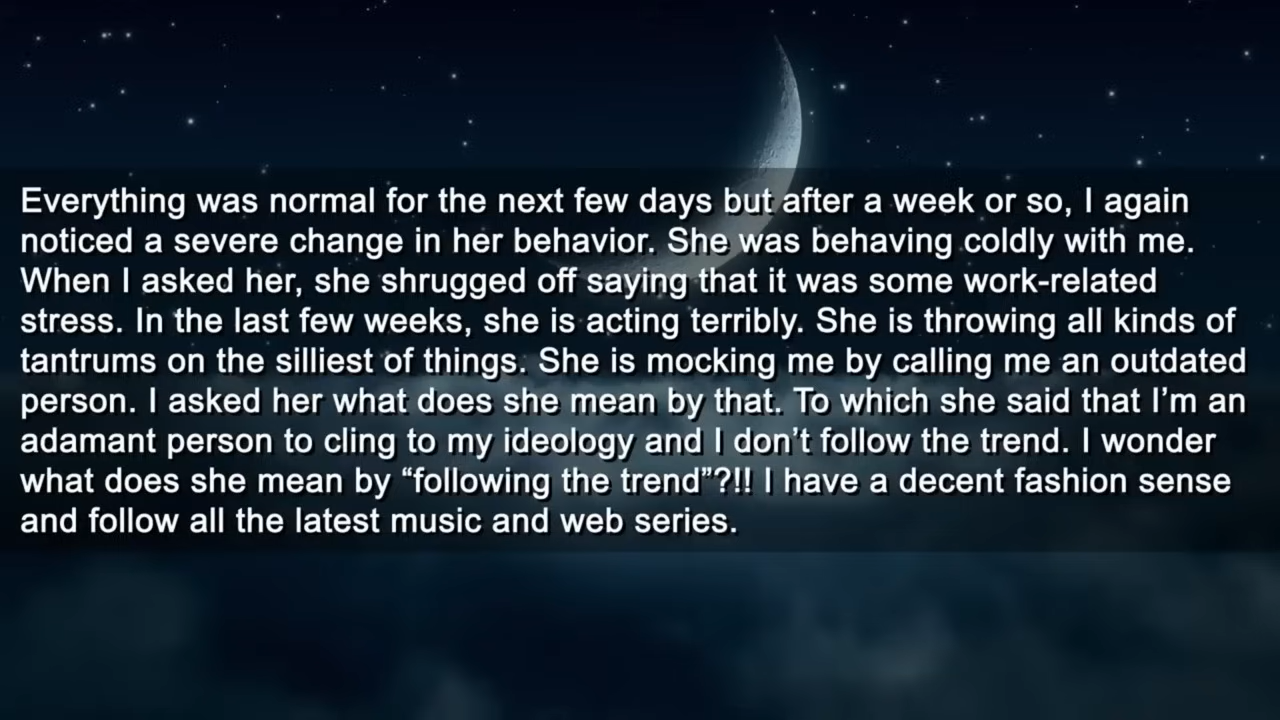 Everything was normal for the next few days but after a week or so, I again
noticed a severe change in her behavior. She was behaving coldly with me.
When I asked her, she shrugged off saying that it was some work-related
stress. In the last few weeks, she is acting terribly. She is throwing all kinds of
tantrums on the silliest of things. She is mocking me by calling me an outdated
person. I asked her what does she mean by that. To which she said that I’m an
adamant person to cling to my ideology and I don’t follow the trend. I wonder
what does she mean by “following the trend”?!! I have a decent fashion sense
and follow all the latest music and web series.